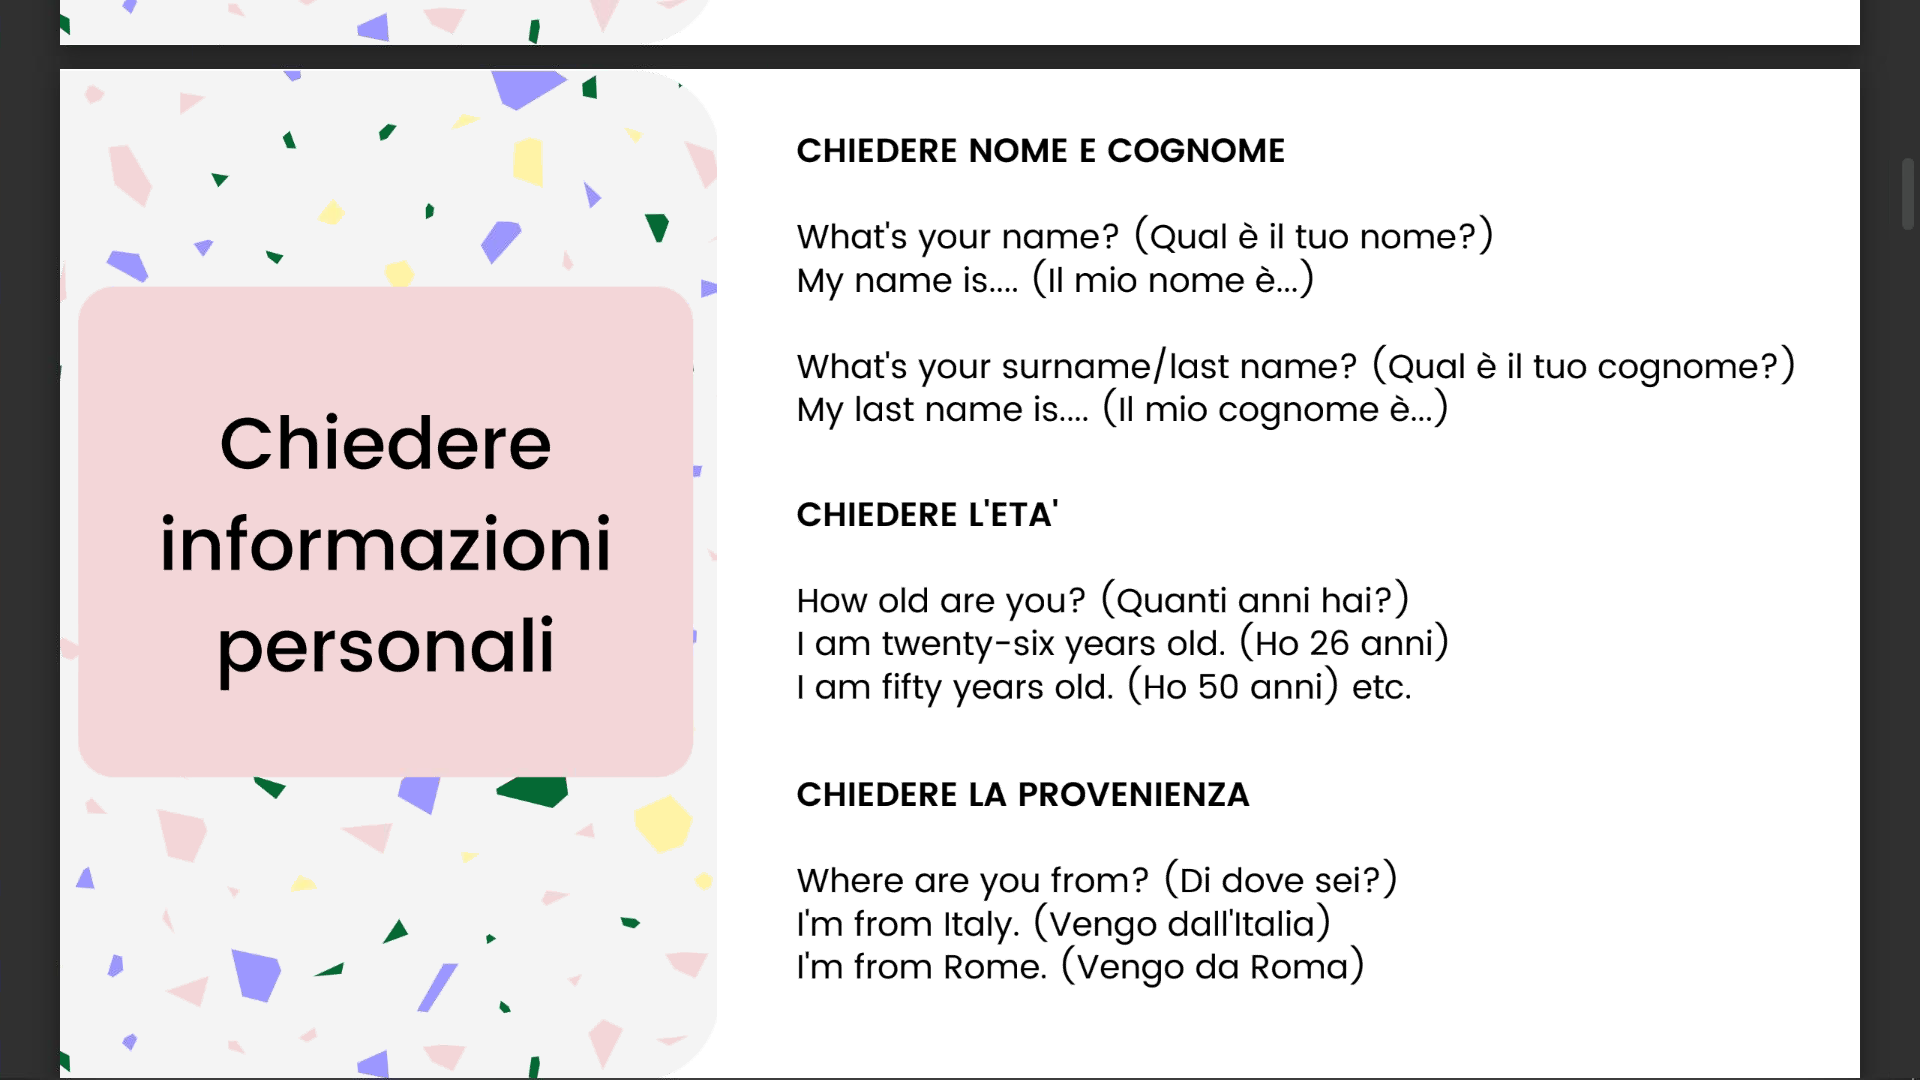 Chiedere
informazioni
personali
CHIEDERE NOME E COGNOME
What's your name? (Qual è il tuo nome?)
My name is.... (Il mio nome è...)
What's your surname/last name? (Qual è il tuo cognome?)
My last name is.... (Il mio cognome è...)
CHIEDERE L'ETA'
How old are you? (Quanti anni hai?)
I am twenty-six years old. (Ho 26 anni)
I am fifty years old. (Ho 50 anni) etc.
CHIEDERE LA PROVENIENZA
Where are you from? (Di dove sei?)
I'm from Italy. (Vengo dall'Italia)
I'm from Rome. (Vengo da Roma)